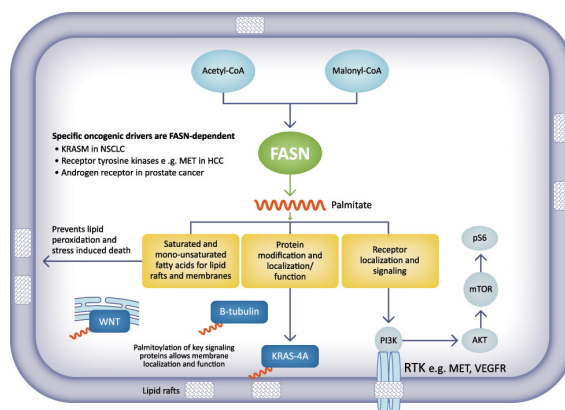 Acetyl-CoA
Malonyl-CoA
Specific oncogenic drivers are FASN-dependent
• KRASM in NSCLC
• Receptor tyrosine kinases e .g. MET in HCC
• Androgen receptor in prostate cancer
FASN
Palmitate
Prevents lipid
peroxidation and
stress induced death
Saturated and
mono-unsaturated
fatty acids for lipid
rafts and membranes
Protein
modification and
localization/
function
Receptor
localization and
signaling
pS6
mTOR
AKT
PI3K
RTK e.g. MET, VEGFR
WNT
B-tubulin
Palmitoylation of key signaling
proteins allows membrane
localization and function
KRAS-4A
Lipid rafts